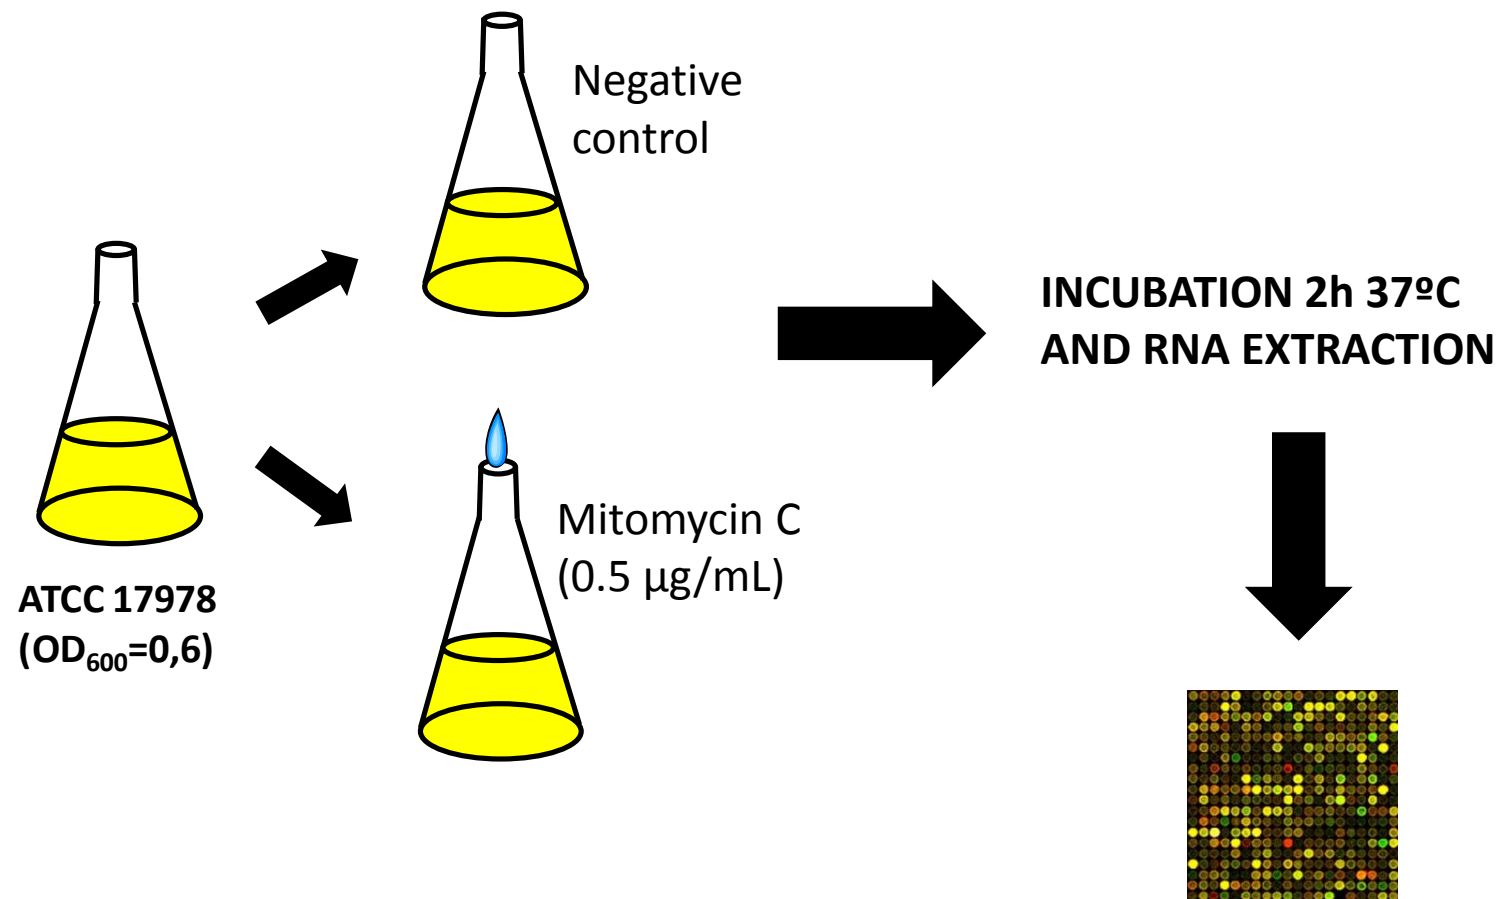 Negative
control
INCUBATION 2h 37ºC
AND RNA EXTRACTION
Mitomycin C
(0.5 µg/mL)
ATCC 17978
(OD600=0,6)